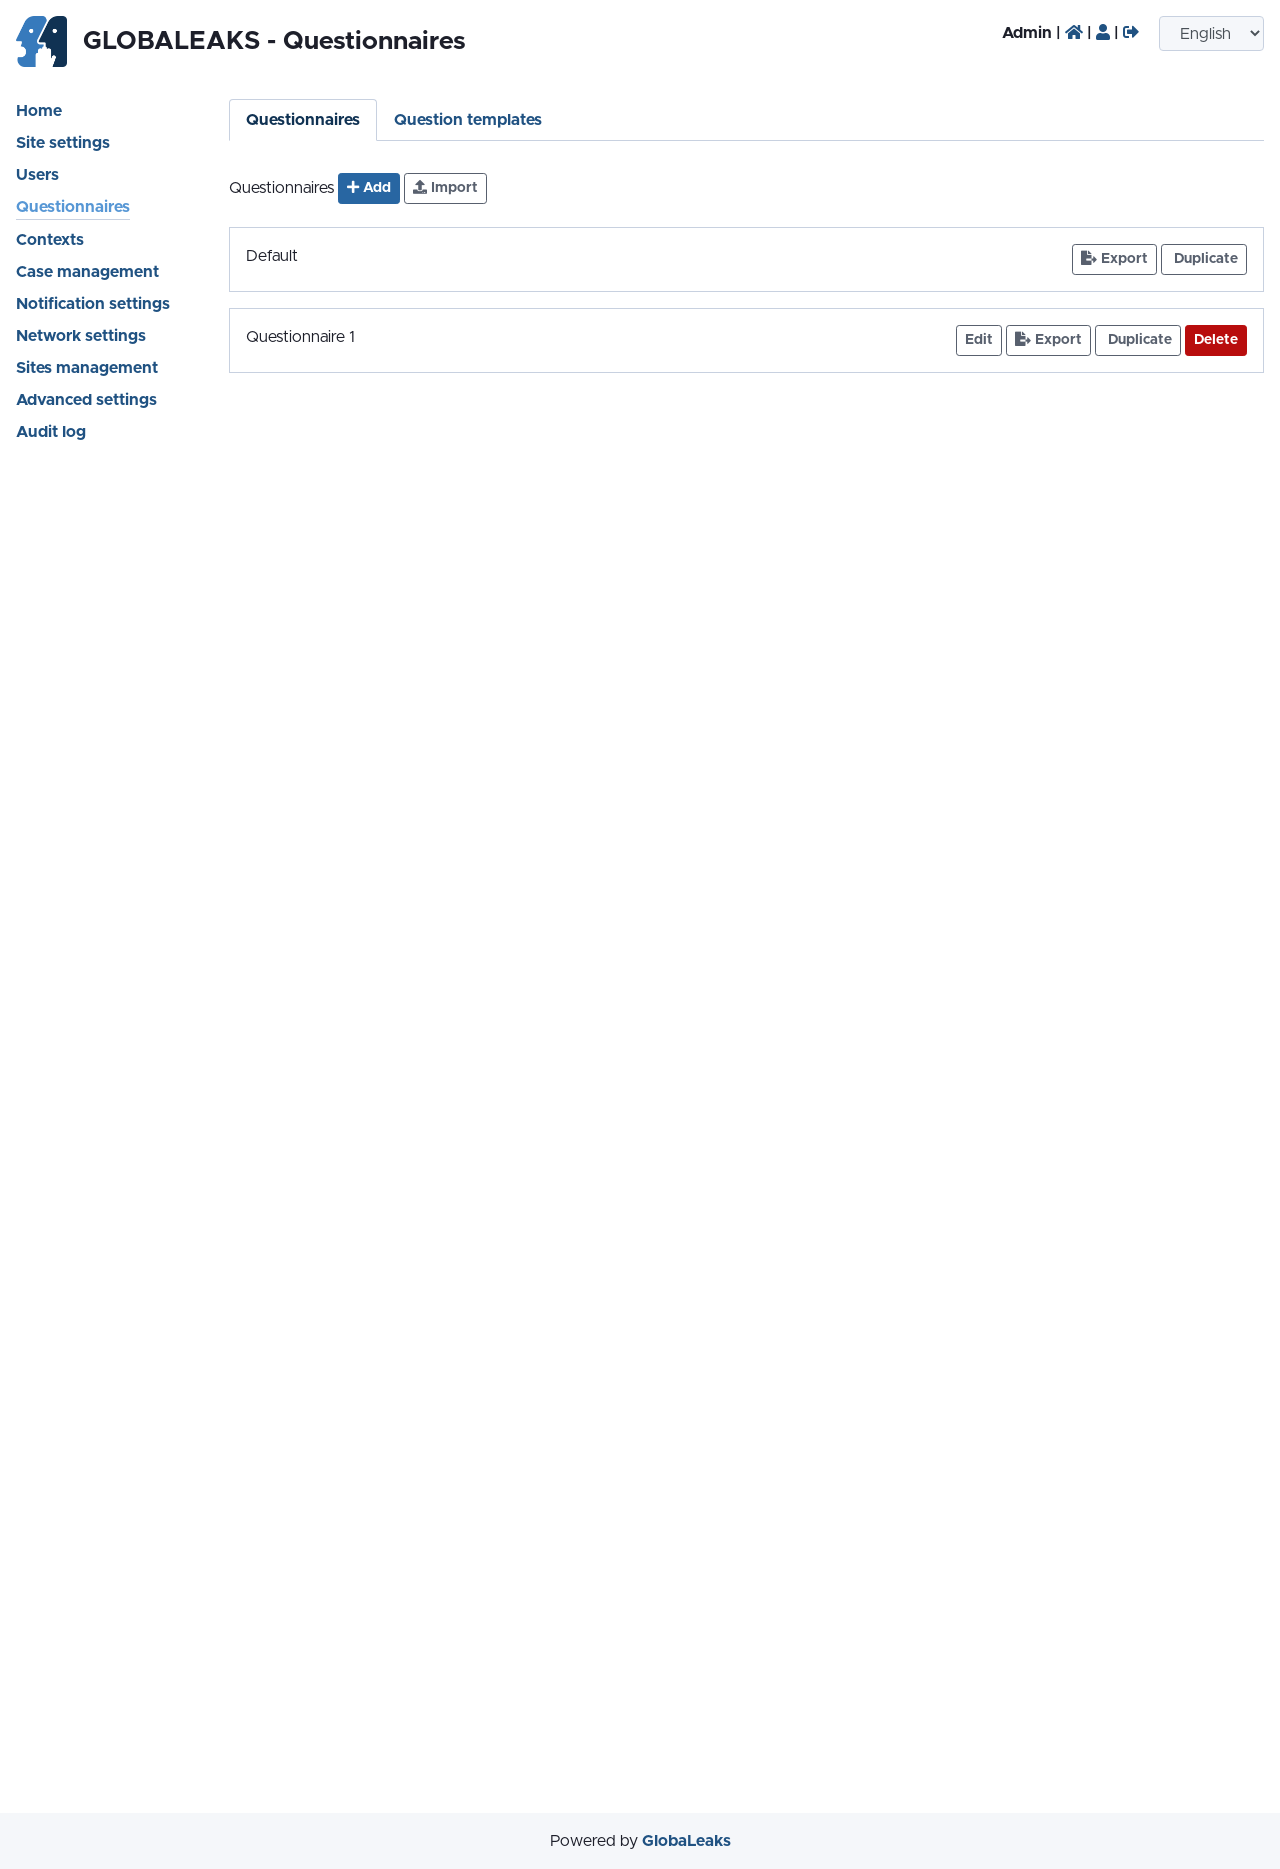 GLOBALEAKS - Questionnaires
Admin | | |
English
Home
Site settings
Users
Questionnaires
Contexts
Case management
Notification settings
Network settings
Sites management
Advanced settings
Audit log
Questionnaires Question templates
Questionnaires Add Import
Default Export Duplicate
Questionnaire 1 Edit Export Duplicate Delete
Powered by GlobaLeaks